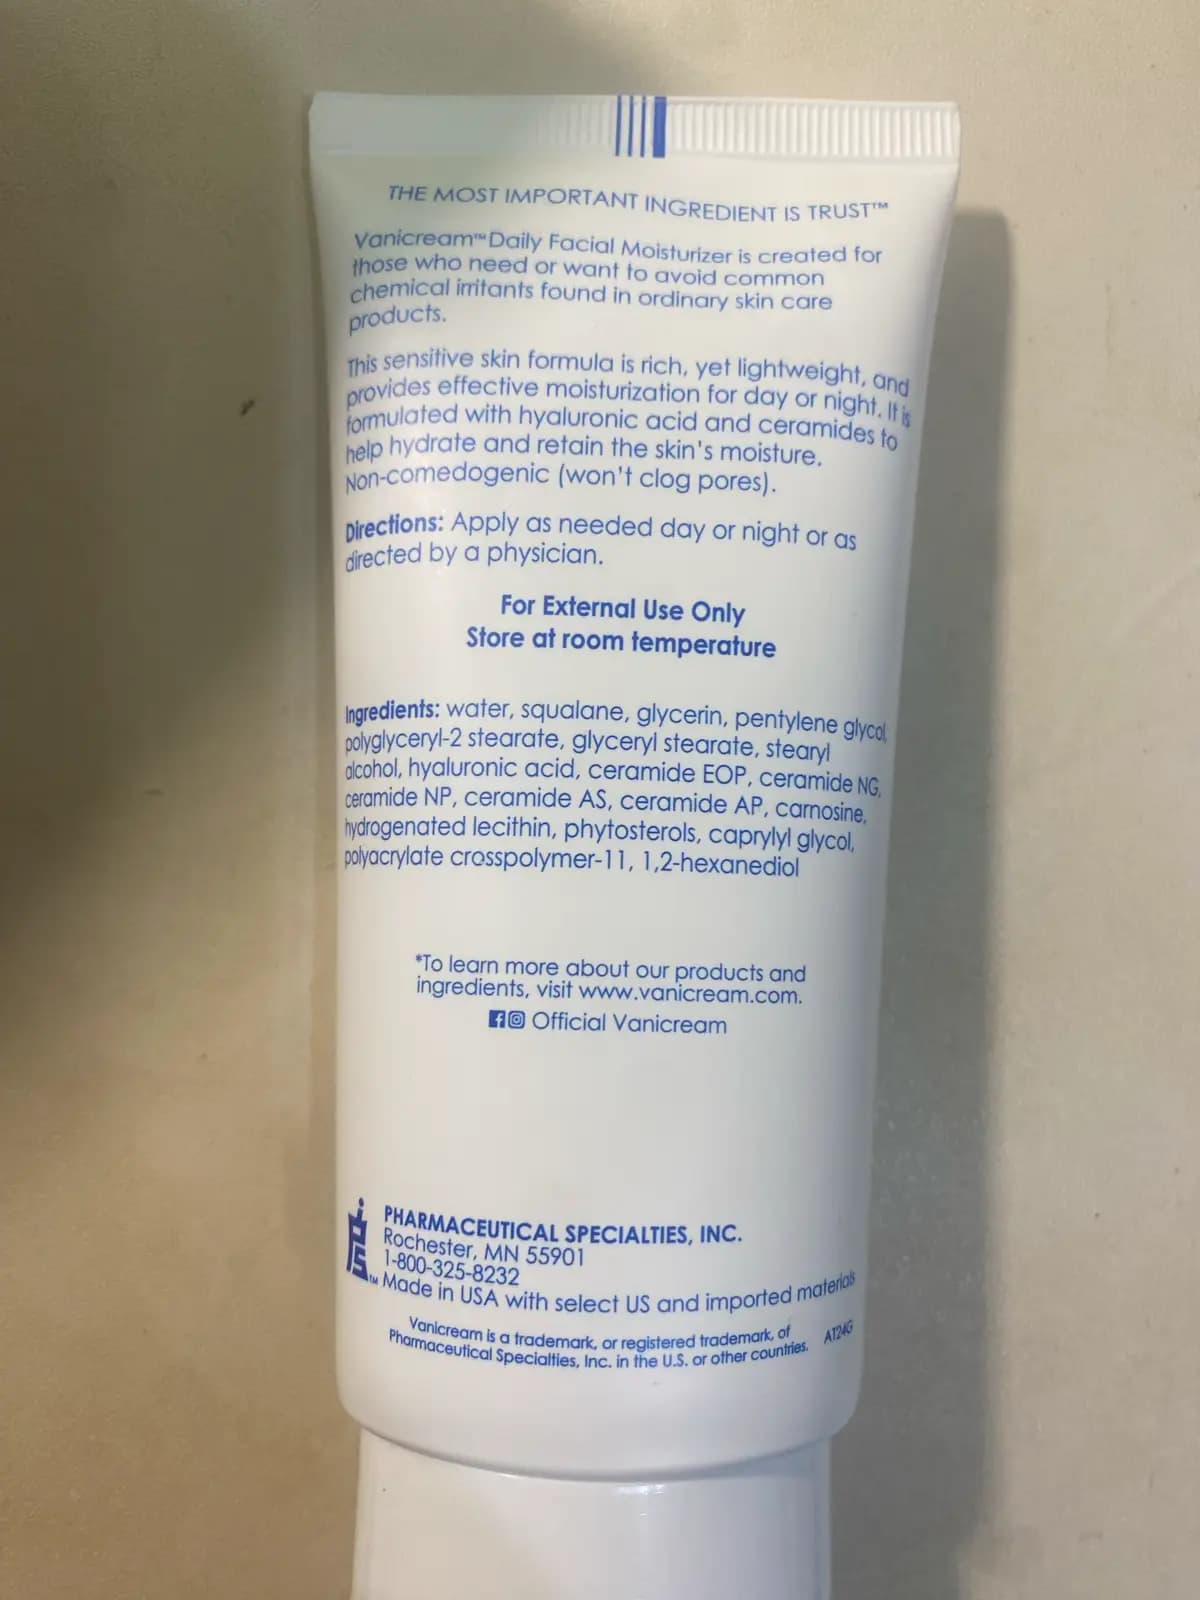 THE MOST IMPORTANT INGREDIENT IS TRUST™
Vanicream™ Daily Facial Moisturizer is created for
those who need or want to avoid common
chemical irritants found in ordinary skin care
products.
This sensitive skin formula is rich, yet lightweight, and
provides effective moisturization for day or night. It is
formulated with hyaluronic acid and ceramides to
help hydrate and retain the skin's moisture.
Non-comedogenic (won't clog pores).
Directions: Apply as needed day or night or as
directed by a physician.
For External Use Only
Store at room temperature
Ingredients: water, squalane, glycerin, pentylene glycol,
polyglyceryl-2 stearate, glyceryl stearate, stearyl
alcohol, hyaluronic acid, ceramide EOP, ceramide NG,
ceramide NP, ceramide AS, ceramide AP, carnosine,
hydrogenated lecithin, phytosterols, caprylyl glycol,
polyacrylate crosspolymer-11, 1,2-hexanediol
*To learn more about our products and
ingredients, visit www.vanicream.com.
Official Vanicream
PHARMACEUTICAL SPECIALTIES, INC.
Rochester, MN 55901
1-800-325-8232
Made in USA with select US and imported materials
Vanicream is a trademark, or registered trademark, of
Pharmaceutical Specialties, Inc. in the U.S. or other countries.
AT24G
PSi™